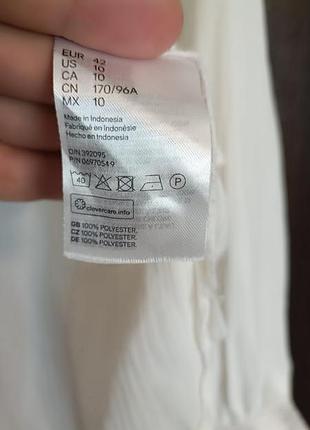 EUR 42
US 10
CA 10
CN 170/96A
MX 10
Made in Indonesia
Fabriqué en Indonésie
Hecho en Indonesia
O/N 392095
P/N 06970549
40 P
clevercare.info
GB 100% POLYESTER,
CZ 100% POLYESTER,
DE 100% POLYESTER,